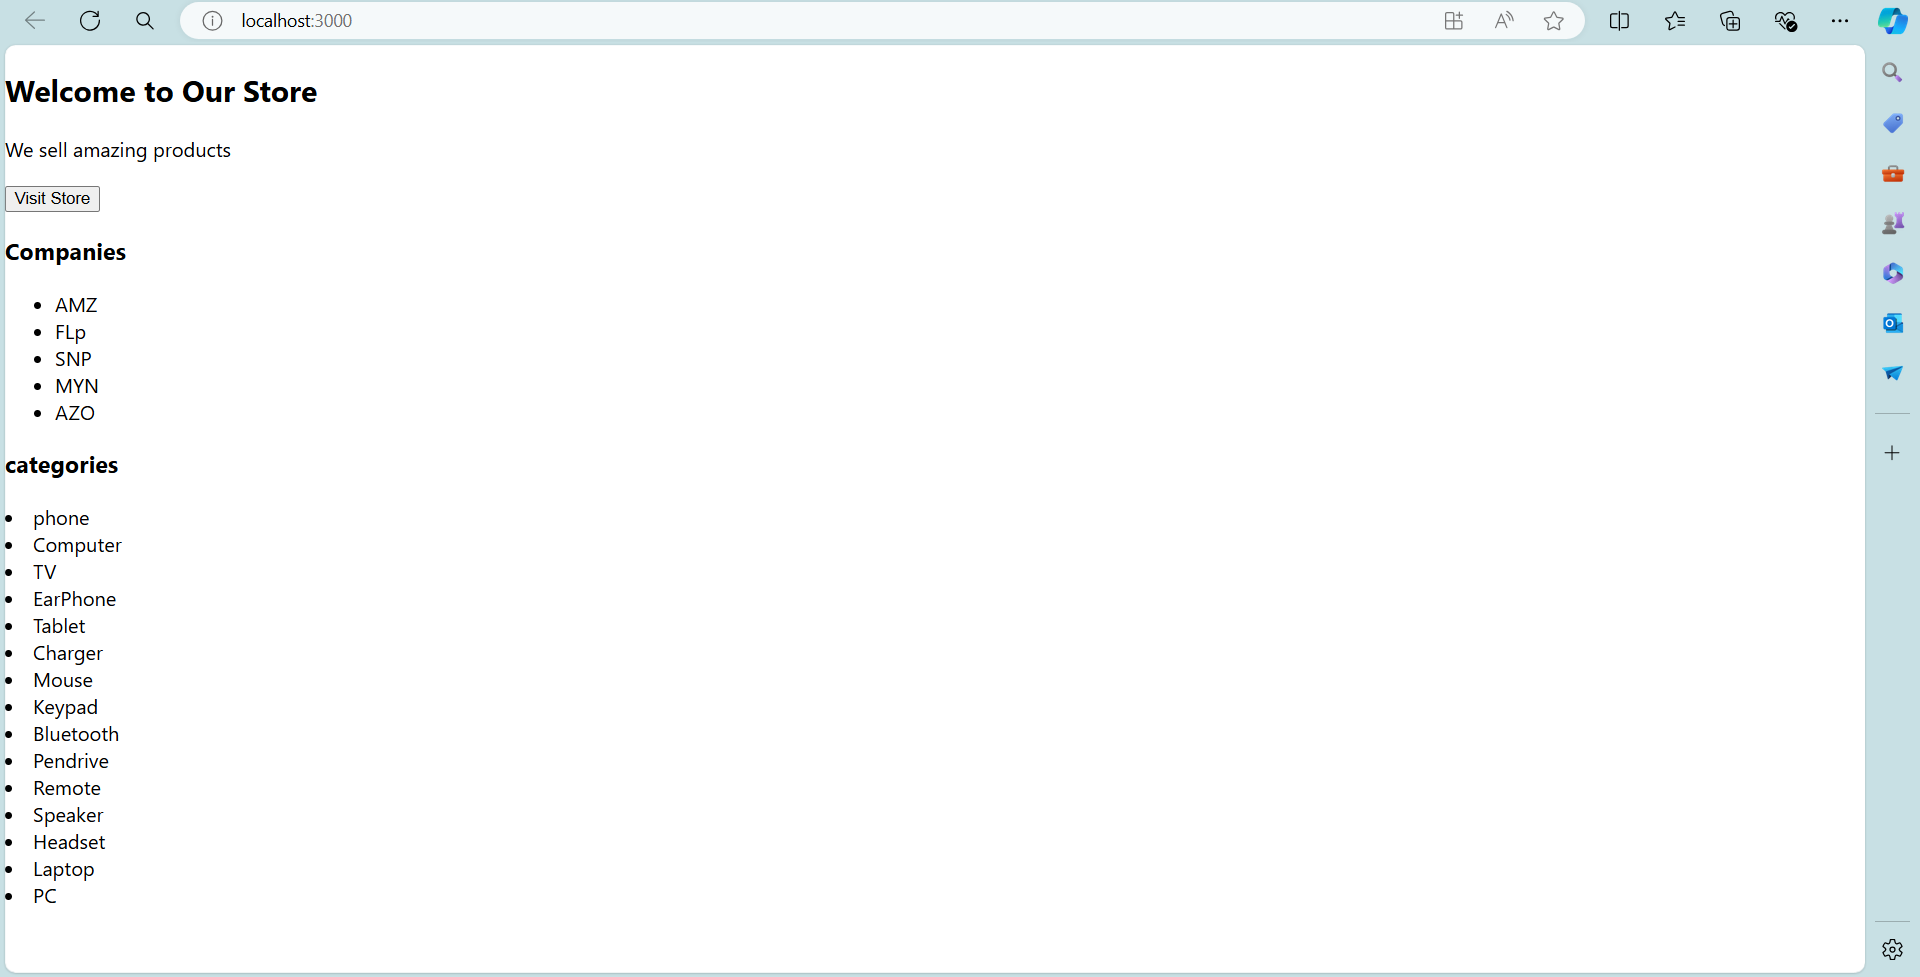 localhost:3000
Welcome to Our Store
We sell amazing products
Visit Store
Companies
AMZ
FLp
SNP
MYN
AZO
categories
phone
Computer
TV
EarPhone
Tablet
Charger
Mouse
Keypad
Bluetooth
Pendrive
Remote
Speaker
Headset
Laptop
PC